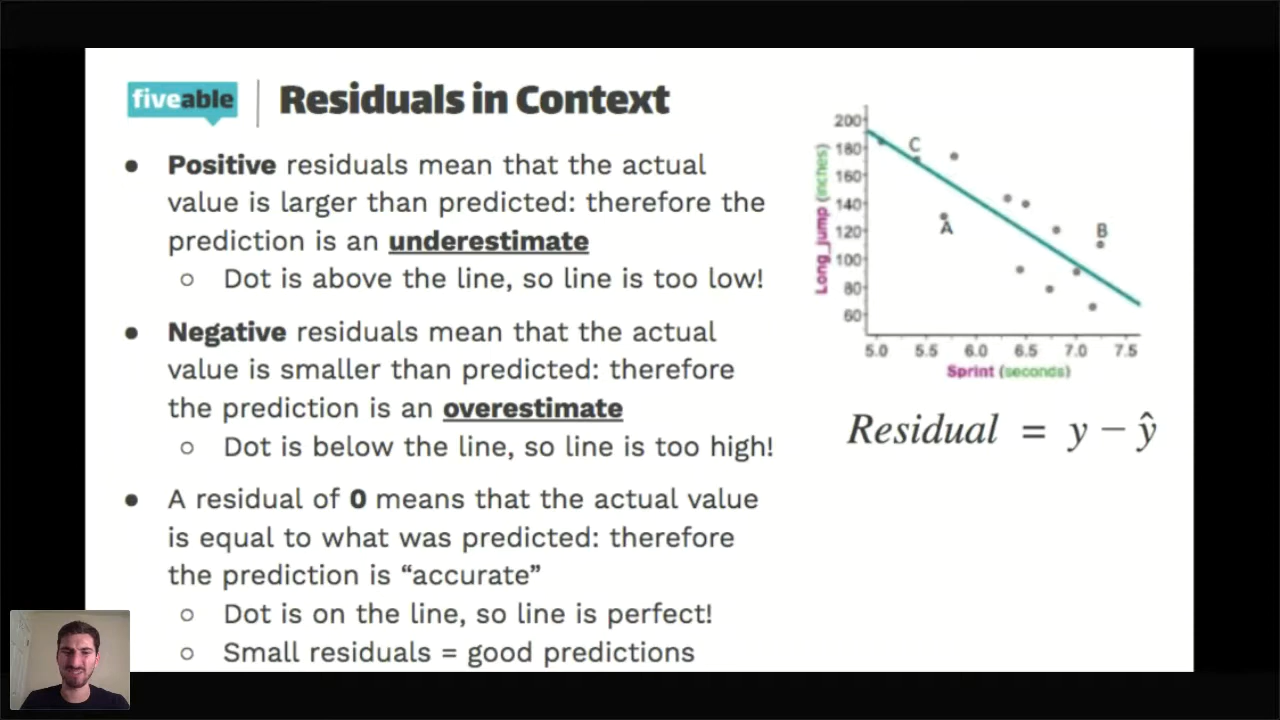 fiveable
Residuals in Context
● Positive residuals mean that the actual
value is larger than predicted: therefore the
prediction is an underestimate
○ Dot is above the line, so line is too low!
● Negative residuals mean that the actual
value is smaller than predicted: therefore
the prediction is an overestimate
○ Dot is below the line, so line is too high!
● A residual of 0 means that the actual value
is equal to what was predicted: therefore
the prediction is “accurate”
○ Dot is on the line, so line is perfect!
○ Small residuals = good predictions
Long_jump (inches)
200
180
160
140
120
100
80
60
C
A
B
5.0 5.5 6.0 6.5 7.0 7.5
Sprint (seconds)
Residual = y − ŷ